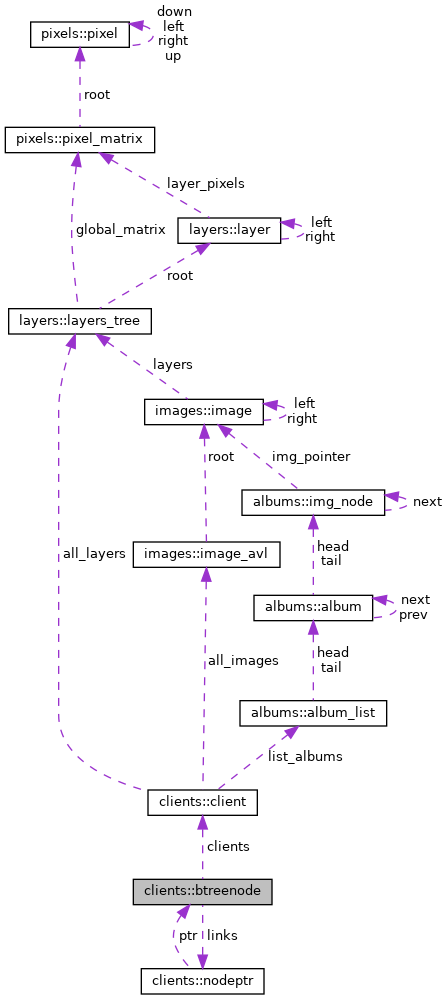 down
left
pixels::pixel
right
up
root
pixels::pixel_matrix
layer_pixels
global_matrix
layers::layer
left
right
root
layers::layers_tree
layers
images::image
left
right
root
img_pointer
albums::img_node
next
all_layers
images::image_avl
head
tail
albums::album
next
prev
all_images
head
tail
albums::album_list
list_albums
clients::client
clients
clients::btreenode
ptr
links
clients::nodeptr